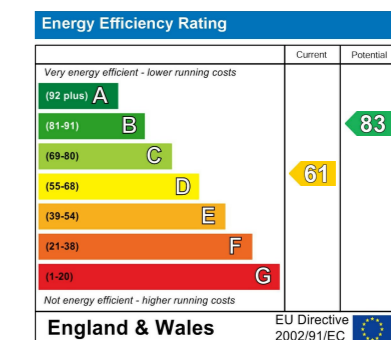 Energy Efficiency Rating
Current Potential
Very energy efficient - lower running costs
(92 plus) A
(81-91) B
83
(69-80) C
61
(55-68) D
(39-54) E
(21-38) F
(1-20) G
Not energy efficient - higher running costs
England & Wales
EU Directive
2002/91/EC